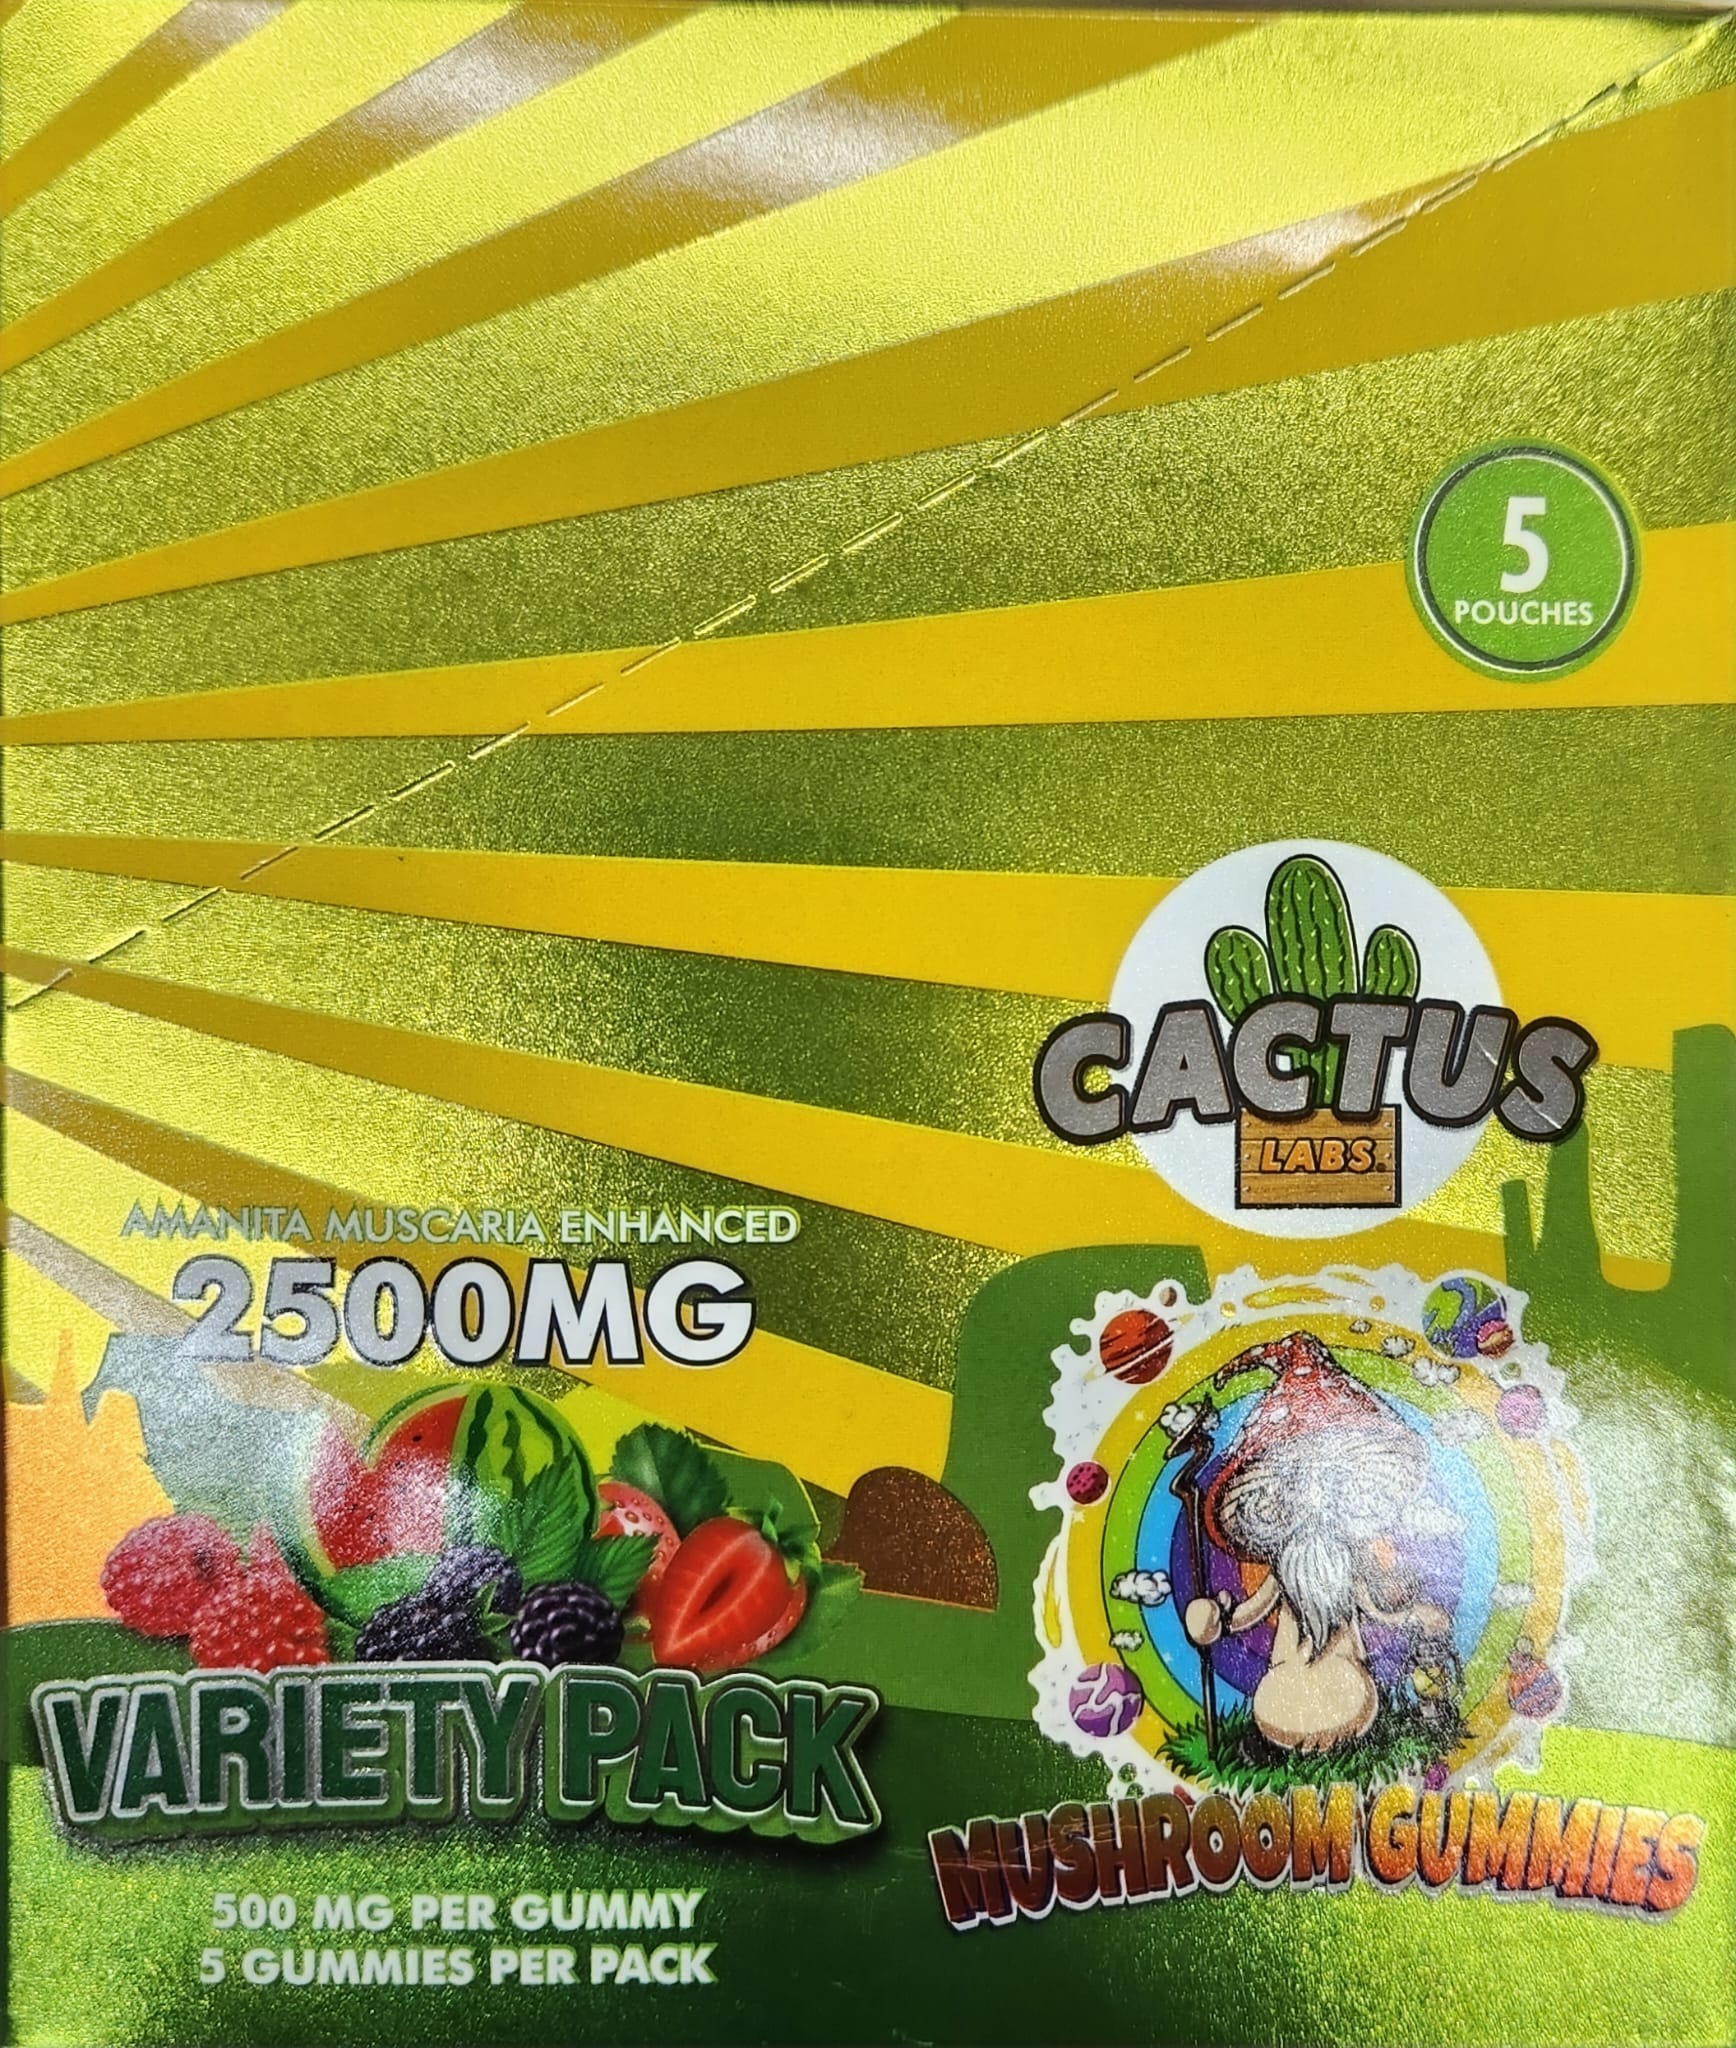 5
POUCHES
CACTUS
LABS
AMANITA MUSCARIA ENHANCED
2500MG
VARIETY PACK
MUSHROOM GUMMIES
500 MG PER GUMMY
5 GUMMIES PER PACK